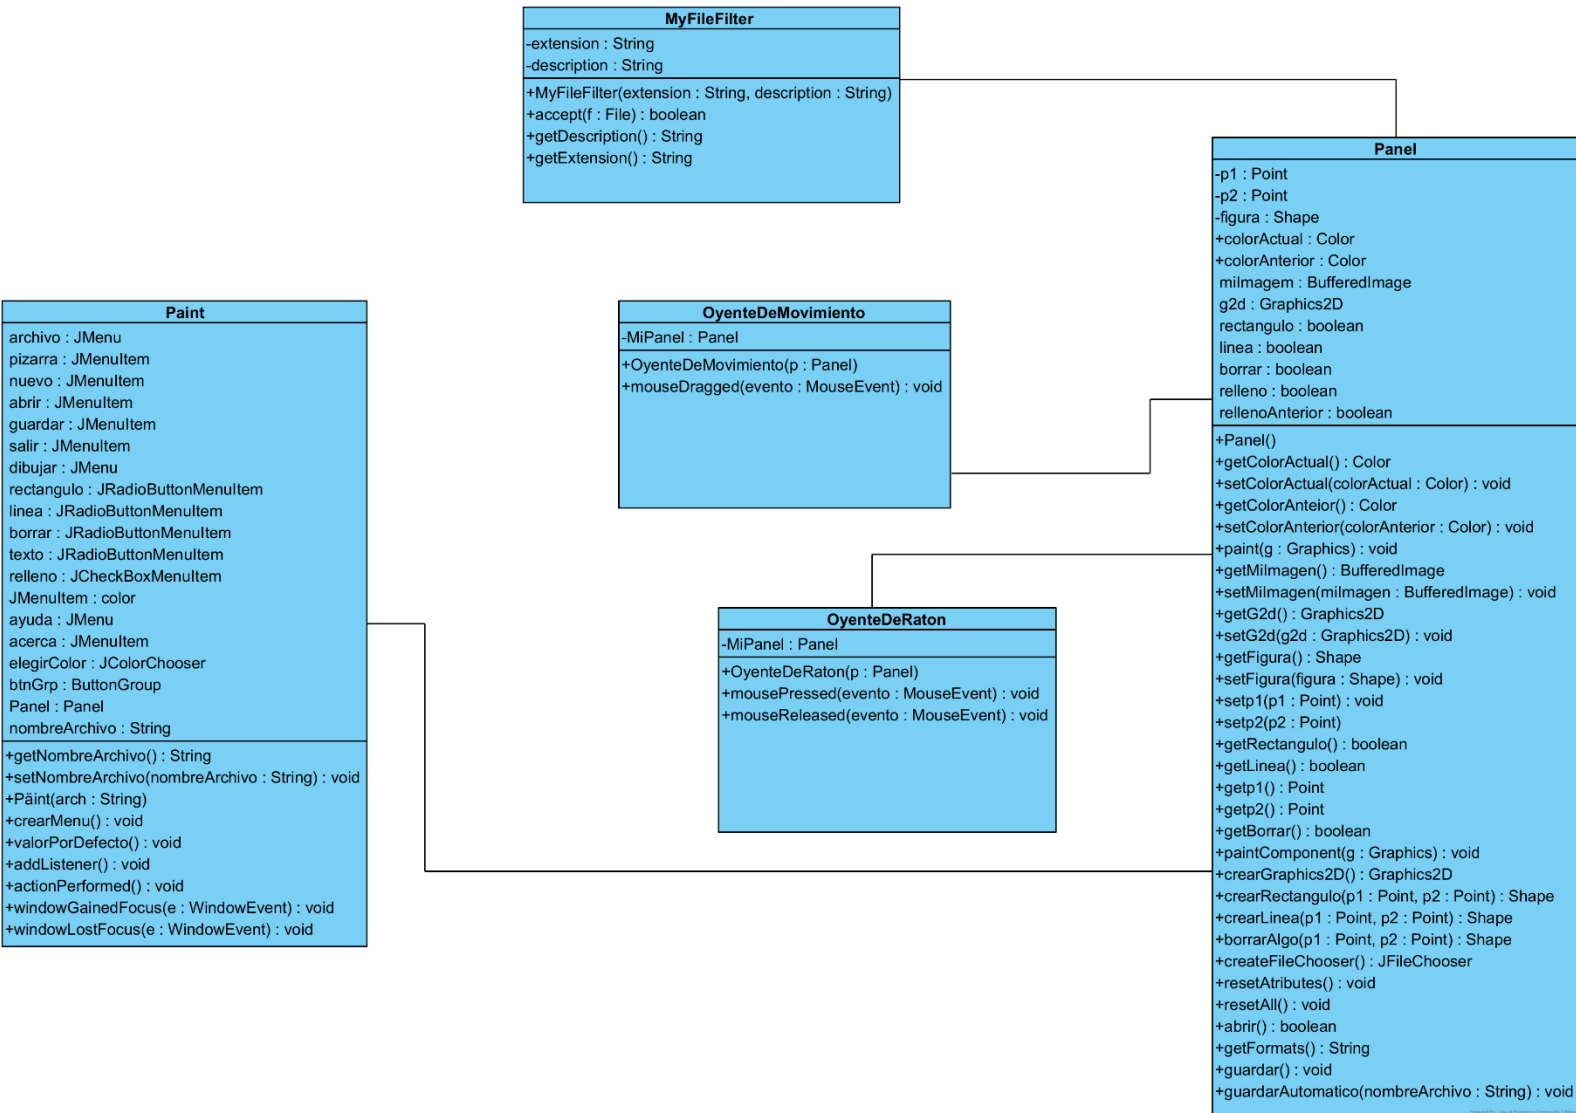 MyFileFilter
-extension : String
-description : String
+MyFileFilter(extension : String, description : String)
+accept(f : File) : boolean
+getDescription() : String
+getExtension() : String
Panel
-p1 : Point
-p2 : Point
-figura : Shape
+colorActual : Color
+colorAnterior : Color
miImagem : BufferedImage
g2d : Graphics2D
rectangulo : boolean
linea : boolean
borrar : boolean
relleno : boolean
rellenoAnterior : boolean
+Panel()
+getColorActual() : Color
+setColorActual(colorActual : Color) : void
+getColorAnteior() : Color
+setColorAnterior(colorAnterior : Color) : void
+paint(g : Graphics) : void
+getMiImagen() : BufferedImage
+setMiImagen(miImagen : BufferedImage) : void
+getG2d() : Graphics2D
+setG2d(g2d : Graphics2D) : void
+getFigura() : Shape
+setFigura(figura : Shape) : void
+setp1(p1 : Point) : void
+setp2(p2 : Point)
+getRectangulo() : boolean
+getLinea() : boolean
+getp1() : Point
+getp2() : Point
+getBorrar() : boolean
+paintComponent(g : Graphics) : void
+crearGraphics2D() : Graphics2D
+crearRectangulo(p1 : Point, p2 : Point) : Shape
+crearLinea(p1 : Point, p2 : Point) : Shape
+borrarAlgo(p1 : Point, p2 : Point) : Shape
+createFileChooser() : JFileChooser
+resetAtributes() : void
+resetAll() : void
+abrir() : boolean
+getFormats() : String
+guardar() : void
+guardarAutomatico(nombreArchivo : String) : void
Paint
archivo : JMenu
pizarra : JMenuItem
nuevo : JMenuItem
abrir : JMenuItem
guardar : JMenuItem
salir : JMenuItem
dibujar : JMenu
rectangulo : JRadioButtonMenuItem
linea : JRadioButtonMenuItem
borrar : JRadioButtonMenuItem
texto : JRadioButtonMenuItem
relleno : JCheckBoxMenuItem
JMenuItem : color
ayuda : JMenu
acerca : JMenuItem
elegirColor : JColorChooser
btnGrp : ButtonGroup
Panel : Panel
nombreArchivo : String
+getNombreArchivo() : String
+setNombreArchivo(nombreArchivo : String) : void
+Päint(arch : String)
+crearMenu() : void
+valorPorDefecto() : void
+addListener() : void
+actionPerformed() : void
+windowGainedFocus(e : WindowEvent) : void
+windowLostFocus(e : WindowEvent) : void
OyenteDeMovimiento
-MiPanel : Panel
+OyenteDeMovimiento(p : Panel)
+mouseDragged(evento : MouseEvent) : void
OyenteDeRaton
-MiPanel : Panel
+OyenteDeRaton(p : Panel)
+mousePressed(evento : MouseEvent) : void
+mouseReleased(evento : MouseEvent) : void